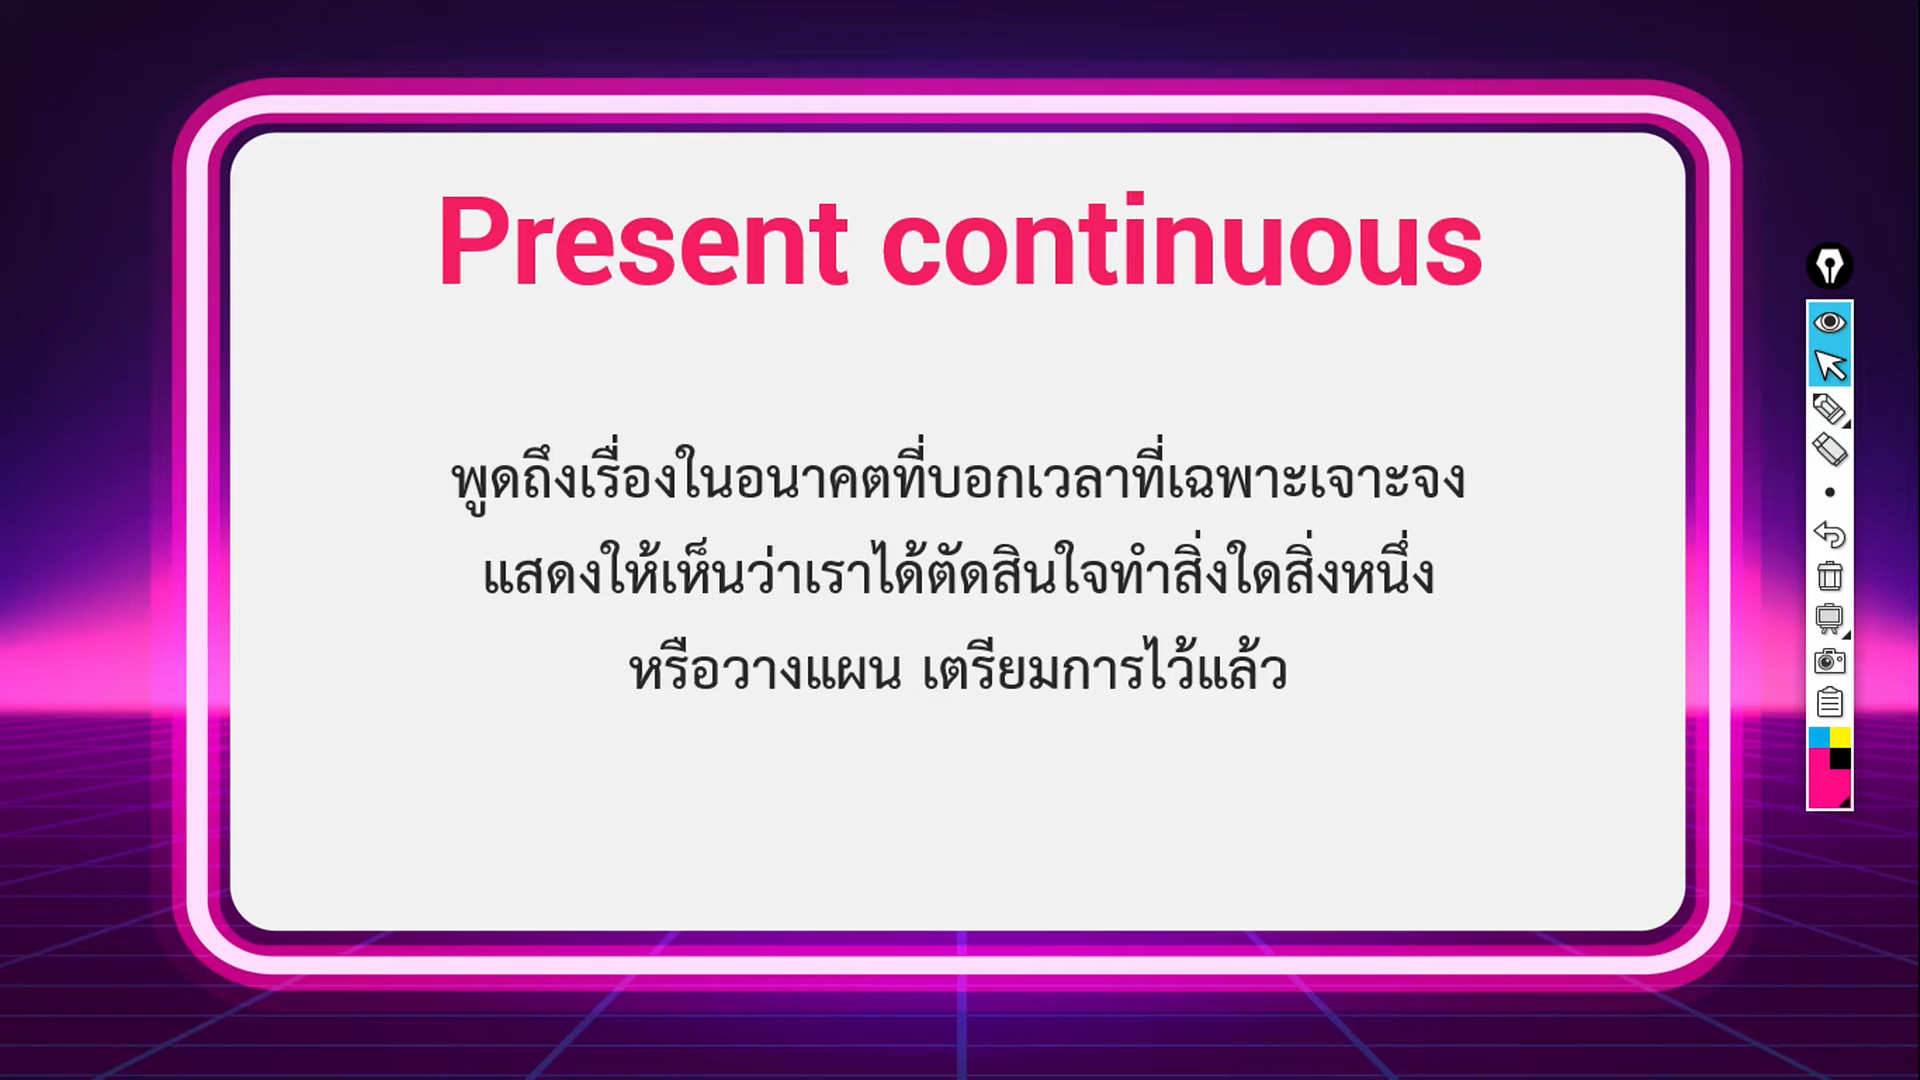 Present continuous
พูดถึงเรื่องในอนาคตที่บอกเวลาที่เฉพาะเจาะจง
แสดงให้เห็นว่าเราได้ตัดสินใจทำสิ่งใดสิ่งหนึ่ง
หรือวางแผน เตรียมการไว้แล้ว